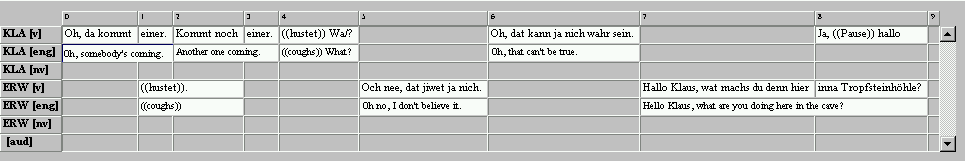 0 1 2 3 4 5 6 7 8 9
KLA [v] Oh, da kommt einer. Kommt noch einer. ((hustet)) Wa/? Oh, dat kann ja nich wahr sein. Ja, ((Pause)) hallo
KLA [eng] Oh, somebody's coming. Another one coming. ((coughs)) What? Oh, that can't be true.
KLA [nv]
ERW [v] ((hustet)). Och nee, dat jiwet ja nich. Hallo Klaus, wat machs du denn hier inna Tropfsteinhöhle?
ERW [eng] ((coughs)) Oh no, I don't believe it. Hello Klaus, what are you doing here in the cave?
ERW [nv]
[aud]